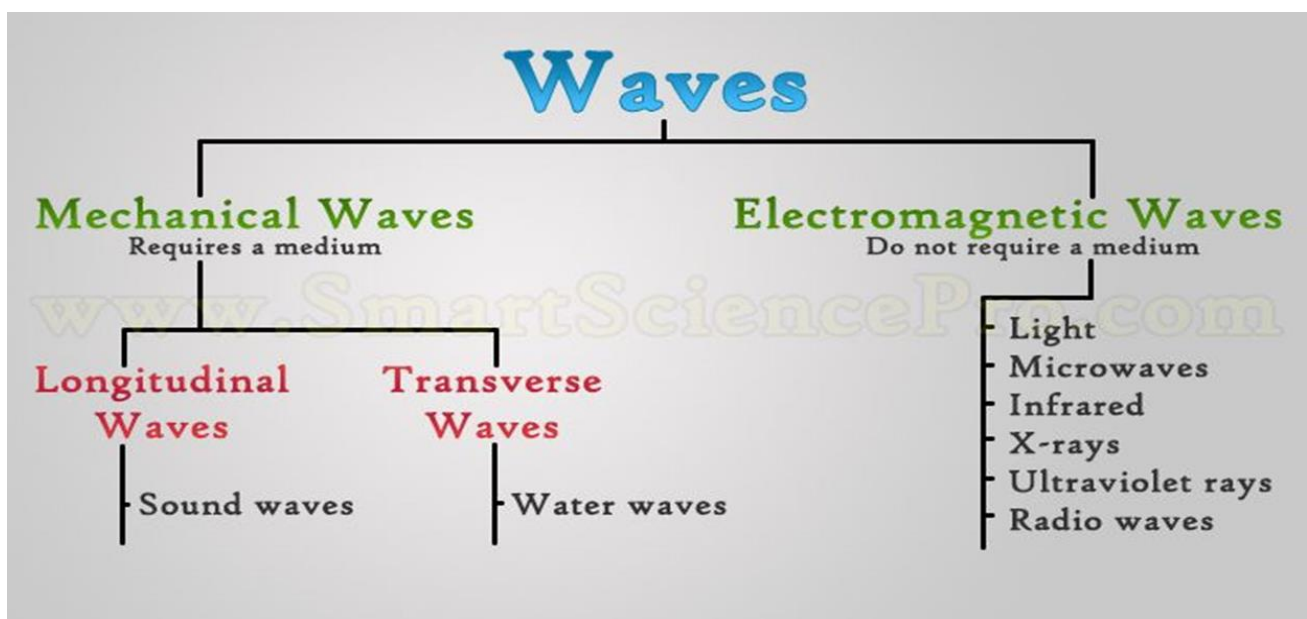 Waves
Mechanical Waves
Requires a medium
Electromagnetic Waves
Do not require a medium
www.SmartSciencePro.com
Longitudinal
Waves
Transverse
Waves
Sound waves
Water waves
Light
Microwaves
Infrared
X-rays
Ultraviolet rays
Radio waves